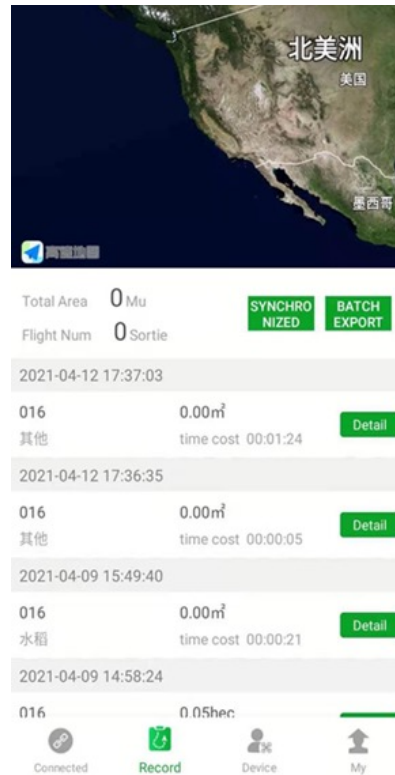 北美洲
美国
墨西哥
高德地图
Total Area 0 Mu
Flight Num 0 Sortie
SYNCHRO
NIZED
BATCH
EXPORT
2021-04-12 17:37:03
016 0.00㎡
其他 time cost 00:01:24
Detail
2021-04-12 17:36:35
016 0.00㎡
其他 time cost 00:00:05
Detail
2021-04-09 15:49:40
016 0.00㎡
水稻 time cost 00:00:21
Detail
2021-04-09 14:58:24
016 0.05hec
Connected
Record
Device
My